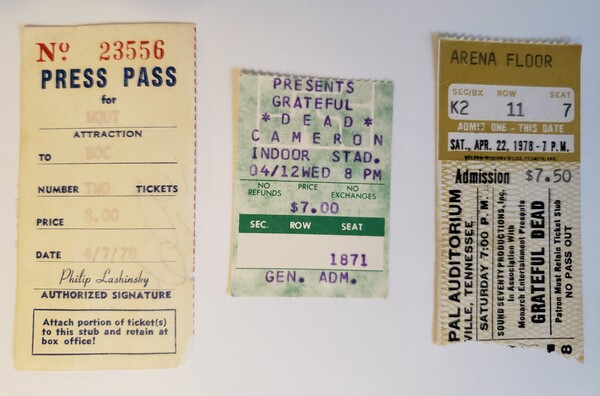 Nº 23556
PRESS PASS
for
MQUT
ATTRACTION
TO BOC
NUMBER TWO TICKETS
PRICE 8.00
DATE 4/7/78
Philip Lashinsky
AUTHORIZED SIGNATURE
Attach portion of ticket(s)
to this stub and retain at
box office!
PRESENTS
GRATEFUL
* DEAD *
CAMERON
INDOOR STAD.
04/12WED 8 PM
NO REFUNDS PRICE NO EXCHANGES
$7.00
SEC. ROW SEAT
1871
GEN. ADM.
ARENA FLOOR
SEC/BX ROW SEAT
K2 11 7
ADMIT ONE - THIS DATE
SAT., APR. 22, 1978 - 7 P.M.
Admission $7.50
PAL AUDITORIUM
VILLE, TENNESSEE
SATURDAY 7:00 P.M.
SOUND SEVENTY PRODUCTIONS, Inc.
In Association With
Monarch Entertainment Presents
GRATEFUL DEAD
Patron Must Retain Ticket Stub
NO PASS OUT
8